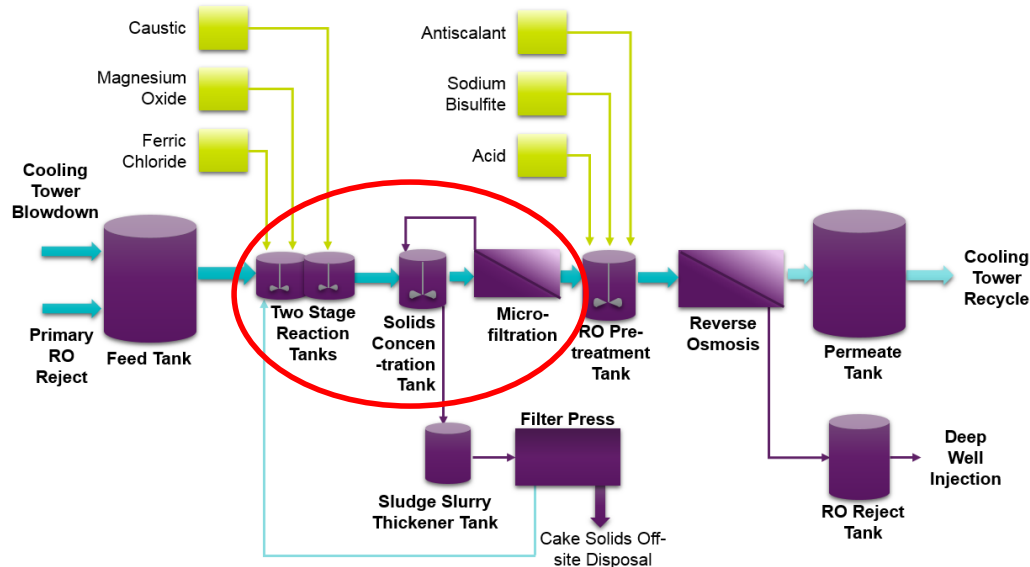 Caustic
Magnesium
Oxide
Ferric
Chloride
Antiscalant
Sodium
Bisulfite
Acid
Cooling
Tower
Blowdown
Primary
RO
Reject
Feed Tank
Two Stage
Reaction
Tanks
Solids
Concen
-tration
Tank
Micro-
filtration
RO Pre-
treatment
Tank
Reverse
Osmosis
Permeate
Tank
Cooling
Tower
Recycle
Sludge Slurry
Thickener Tank
Filter Press
Cake Solids Off-
site Disposal
RO Reject
Tank
Deep
Well
Injection